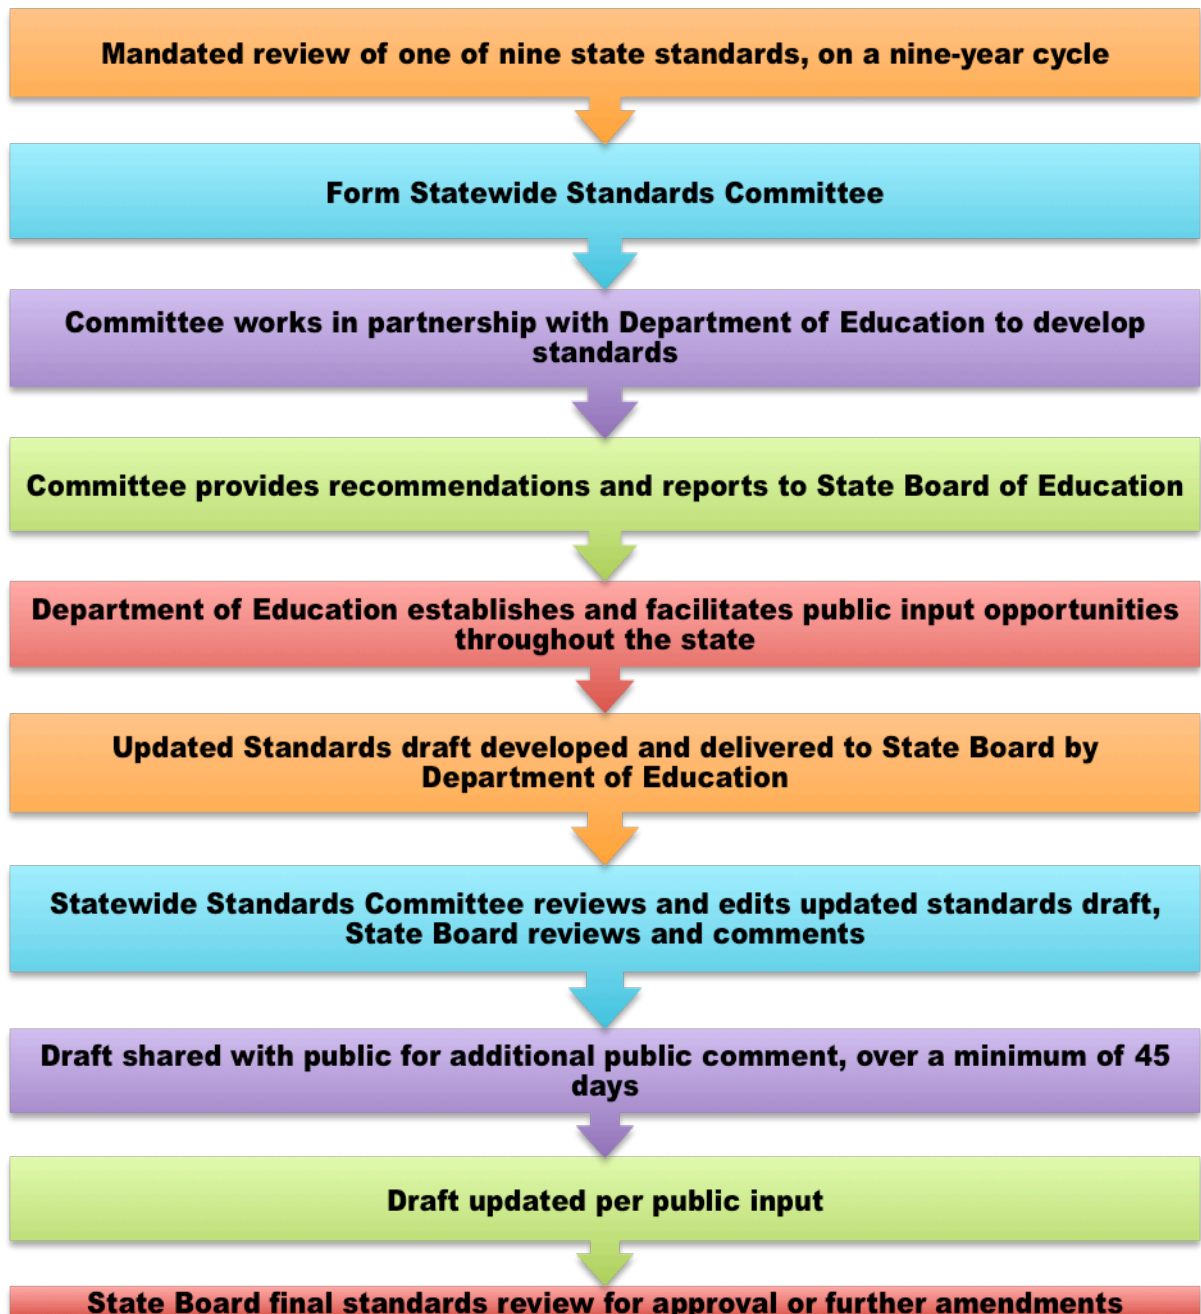 Mandated review of one of nine state standards, on a nine-year cycle
Form Statewide Standards Committee
Committee works in partnership with Department of Education to develop
standards
Committee provides recommendations and reports to State Board of Education
Department of Education establishes and facilitates public input opportunities
throughout the state
Updated Standards draft developed and delivered to State Board by
Department of Education
Statewide Standards Committee reviews and edits updated standards draft,
State Board reviews and comments
Draft shared with public for additional public comment, over a minimum of 45
days
Draft updated per public input
State Board final standards review for approval or further amendments